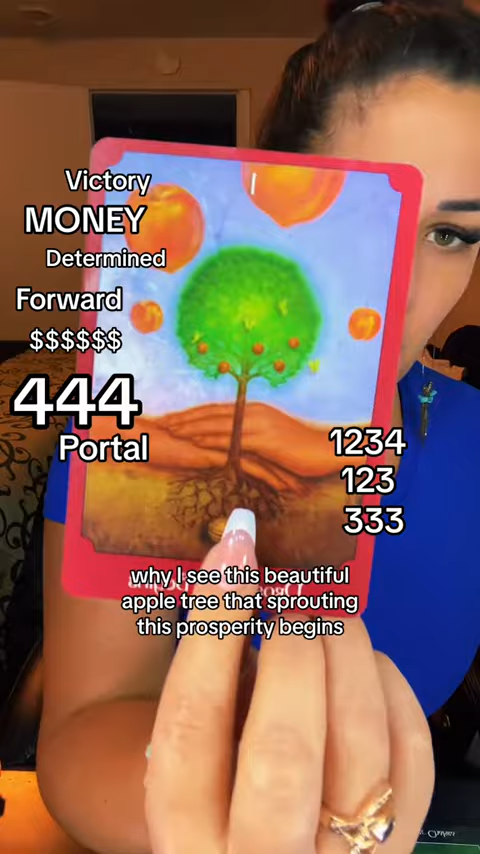 Victory
MONEY
Determined
Forward
$$$$$$
444
Portal
1234
123
333
why I see this beautiful
apple tree that sprouting
this prosperity begins